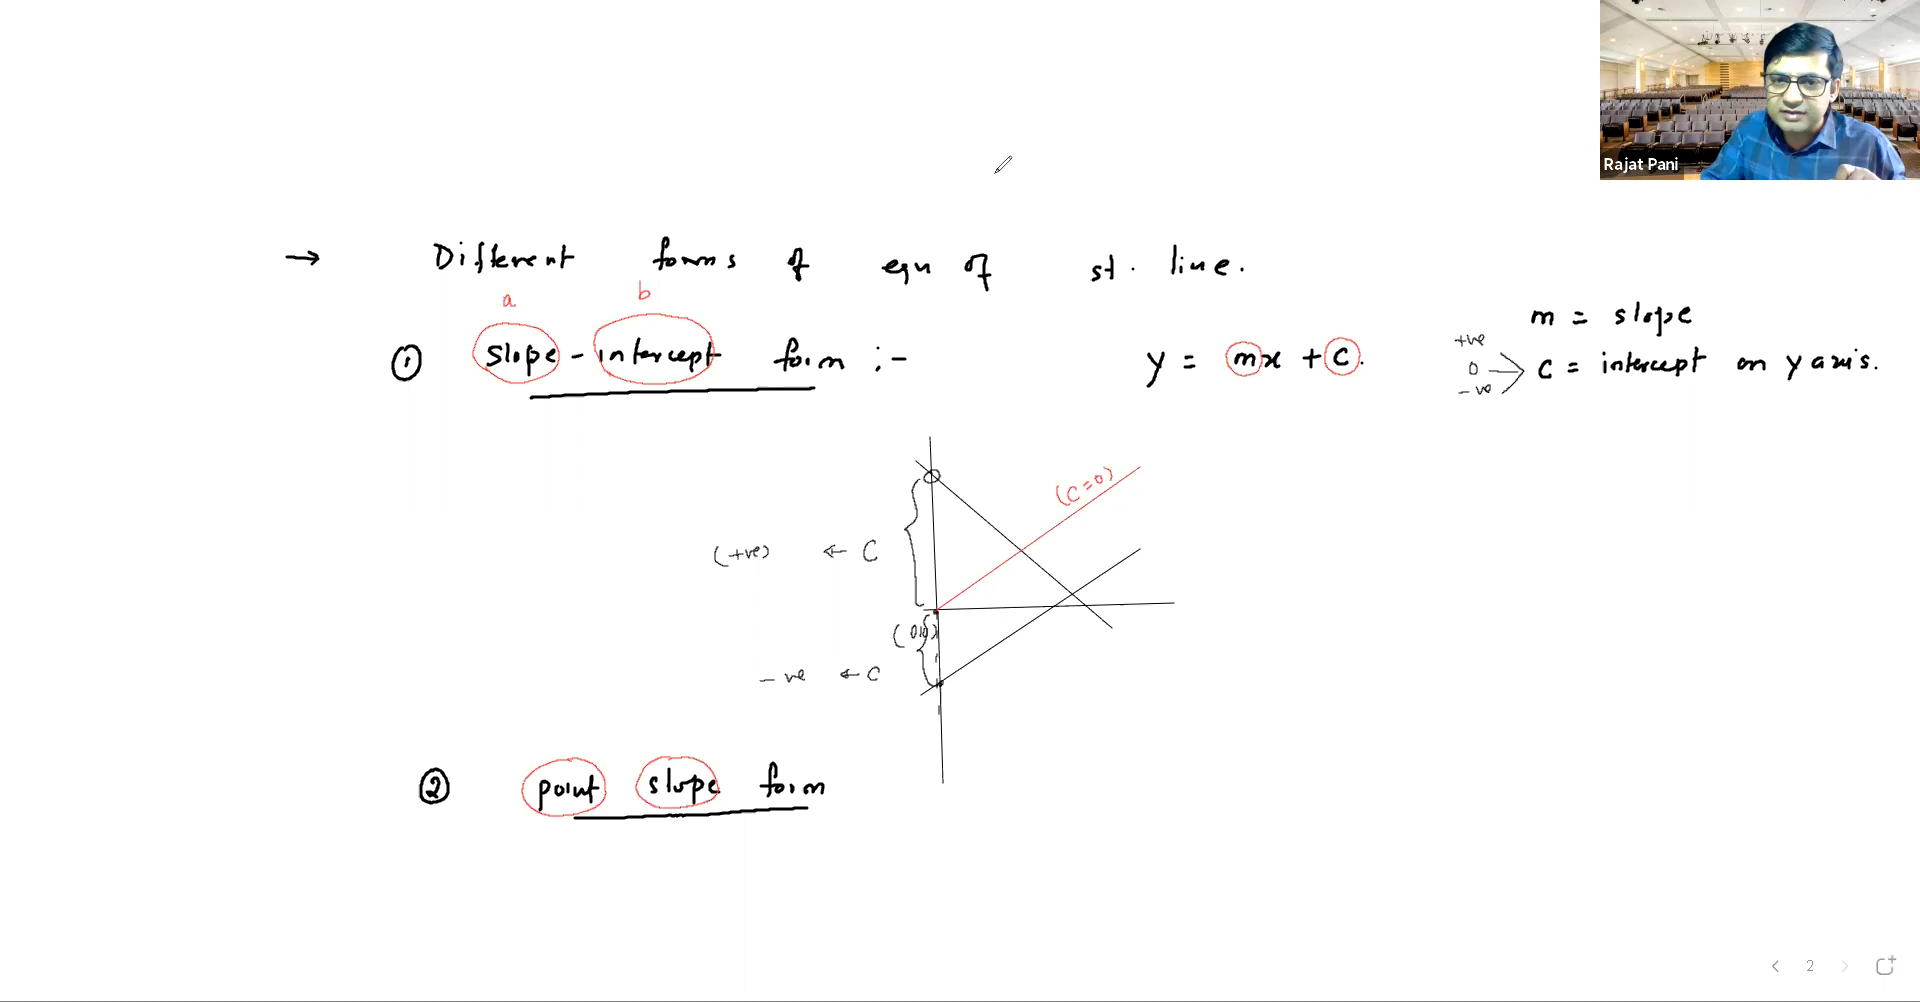 Rajat Pani
→ Different forms of eqn of st. line.
a b
① slope - intercept form :-
y = mx + c.
m = slope
+ve
0
-ve
c = intercept on y axis.
(c=0)
(+ve) ← C
(0,0)
- ve ← C
② point slope form
2